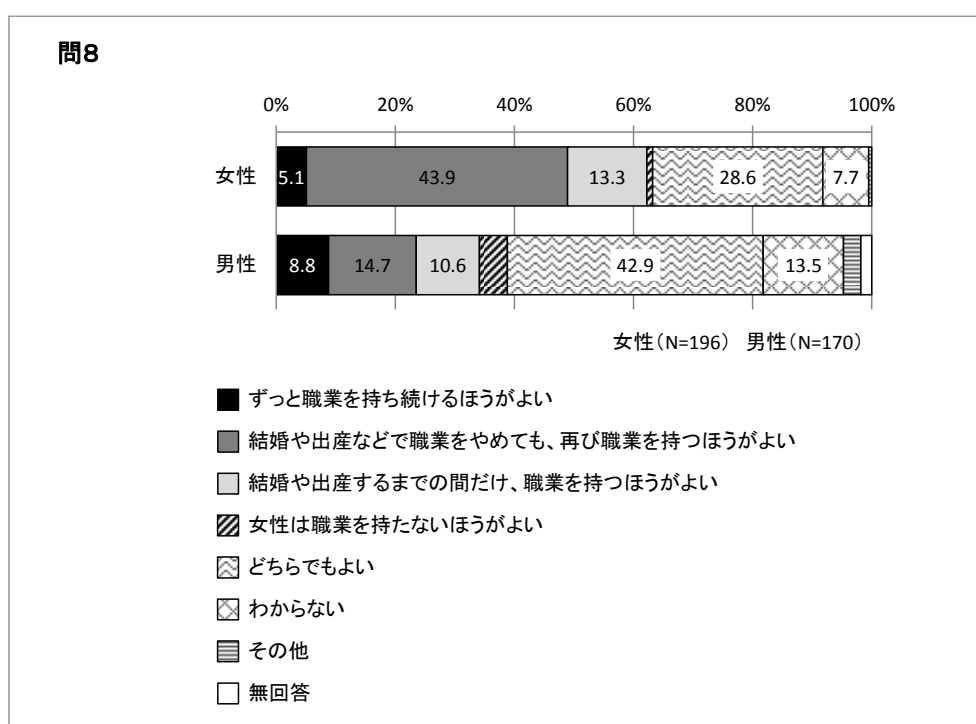 問8
0% 20% 40% 60% 80% 100%
女性 5.1 43.9 13.3 28.6 7.7
男性 8.8 14.7 10.6 42.9 13.5
女性(N=196) 男性(N=170)
ずっと職業を持ち続けるほうがよい
結婚や出産などで職業をやめても、再び職業を持つほうがよい
結婚や出産するまでの間だけ、職業を持つほうがよい
女性は職業を持たないほうがよい
どちらでもよい
わからない
その他
無回答